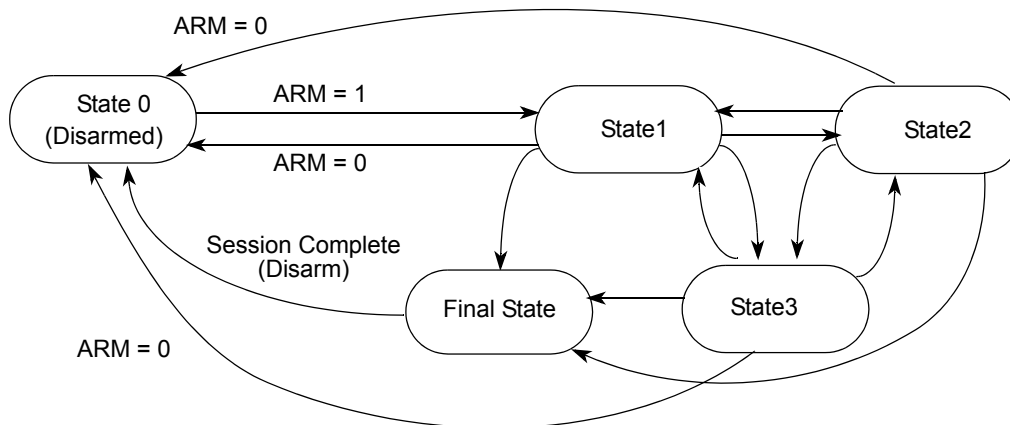 ARM = 0
State 0
(Disarmed)
ARM = 1
State1
State2
ARM = 0
Session Complete
(Disarm)
Final State
State3
ARM = 0